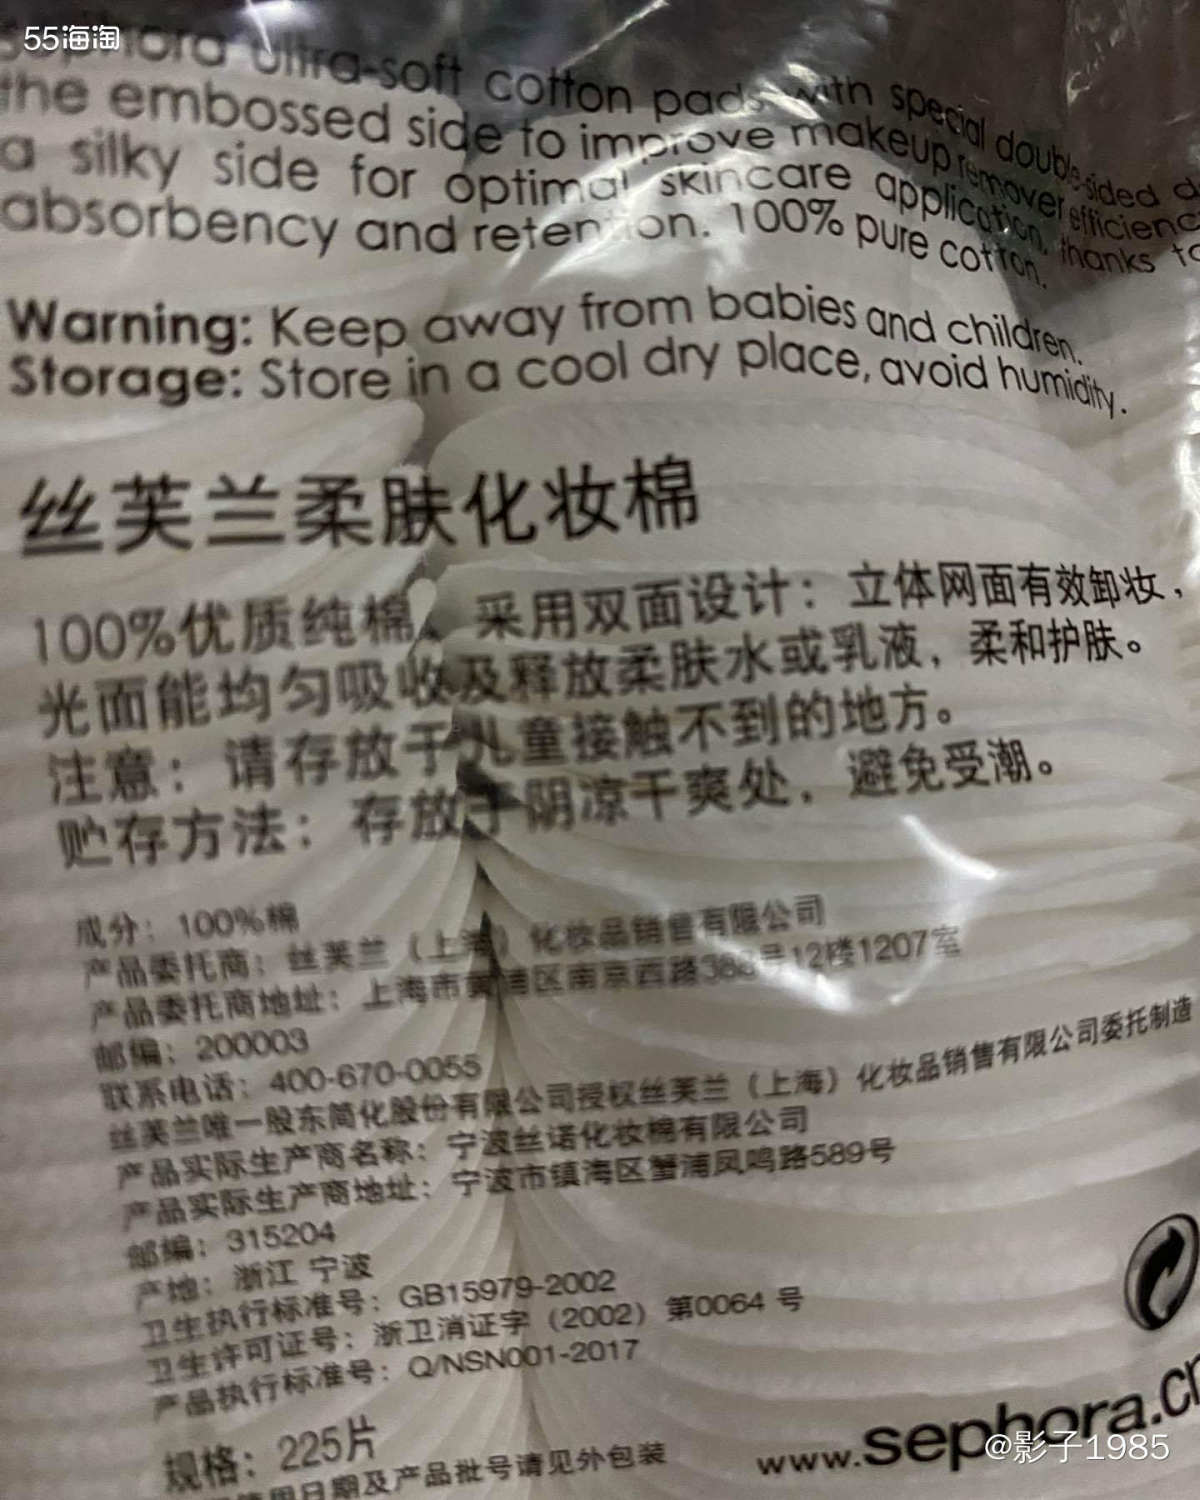 55海淘
sephora ultra-soft cotton pads with special double-sided d
the embossed side to improve makeup remover efficienc
a silky side for optimal skincare application, thanks to
absorbency and retention. 100% pure cotton.
Warning: Keep away from babies and children.
Storage: Store in a cool dry place, avoid humidity.
丝芙兰柔肤化妆棉
100%优质纯棉，采用双面设计：立体网面有效卸妆，
光面能均匀吸收及释放柔肤水或乳液，柔和护肤。
注意：请存放于儿童接触不到的地方。
贮存方法：存放于阴凉干爽处，避免受潮。
成分：100%棉
产品委托商：丝芙兰（上海）化妆品销售有限公司
产品委托商地址：上海市黄浦区南京西路388号12楼1207室
邮编：200003
联系电话：400-670-0055
丝芙兰唯一股东简化股份有限公司授权丝芙兰（上海）化妆品销售有限公司委托制造
产品实际生产商名称：宁波丝诺化妆棉有限公司
产品实际生产商地址：宁波市镇海区蟹浦凤鸣路589号
邮编：315204
产地：浙江 宁波
卫生执行标准号：GB15979-2002
卫生许可证号：浙卫消证字（2002）第0064 号
产品执行标准号：Q/NSN001-2017
规格：225片
使用日期及产品批号请见外包装
www.sephora.cn
@影子1985